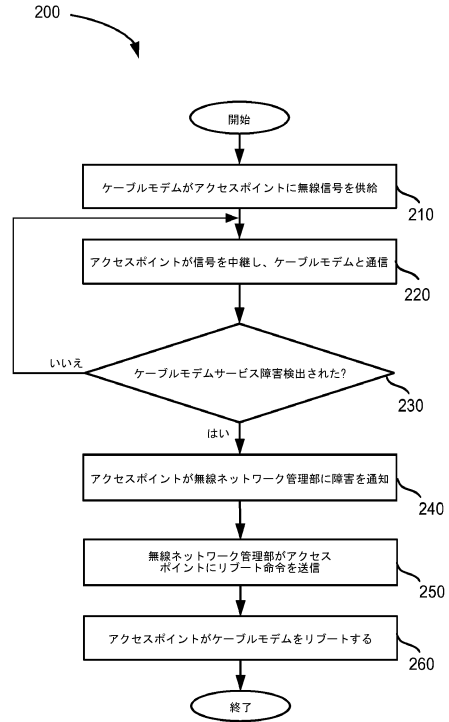 200
開始
ケーブルモデムがアクセスポイントに無線信号を供給
210
アクセスポイントが信号を中継し、ケーブルモデムと通信
220
いいえ
ケーブルモデムサービス障害検出された?
230
はい
アクセスポイントが無線ネットワーク管理部に障害を通知
240
無線ネットワーク管理部がアクセス
ポイントにリブート命令を送信
250
アクセスポイントがケーブルモデムをリブートする
260
終了